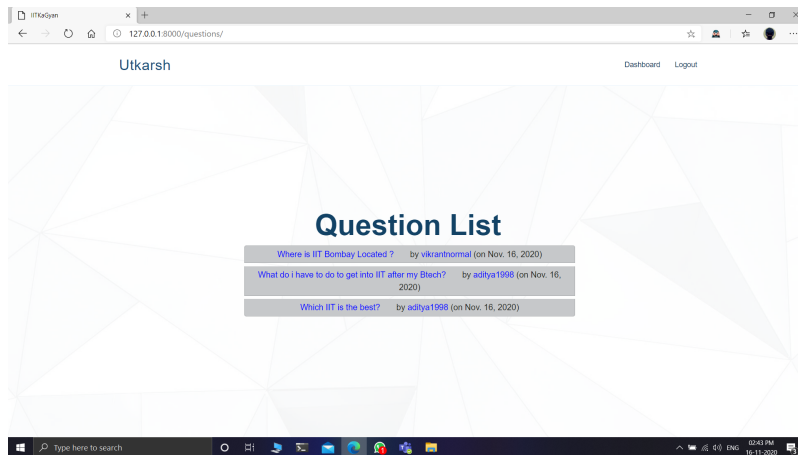 IITKaGyan
127.0.0.1:8000/questions/
Utkarsh
Dashboard Logout
Question List
Where is IIT Bombay Located ? by vikrantnormal (on Nov. 16, 2020)
What do i have to do to get into IIT after my Btech? by aditya1998 (on Nov. 16,
2020)
Which IIT is the best? by aditya1998 (on Nov. 16, 2020)
Type here to search
ENG
02:43 PM
16-11-2020